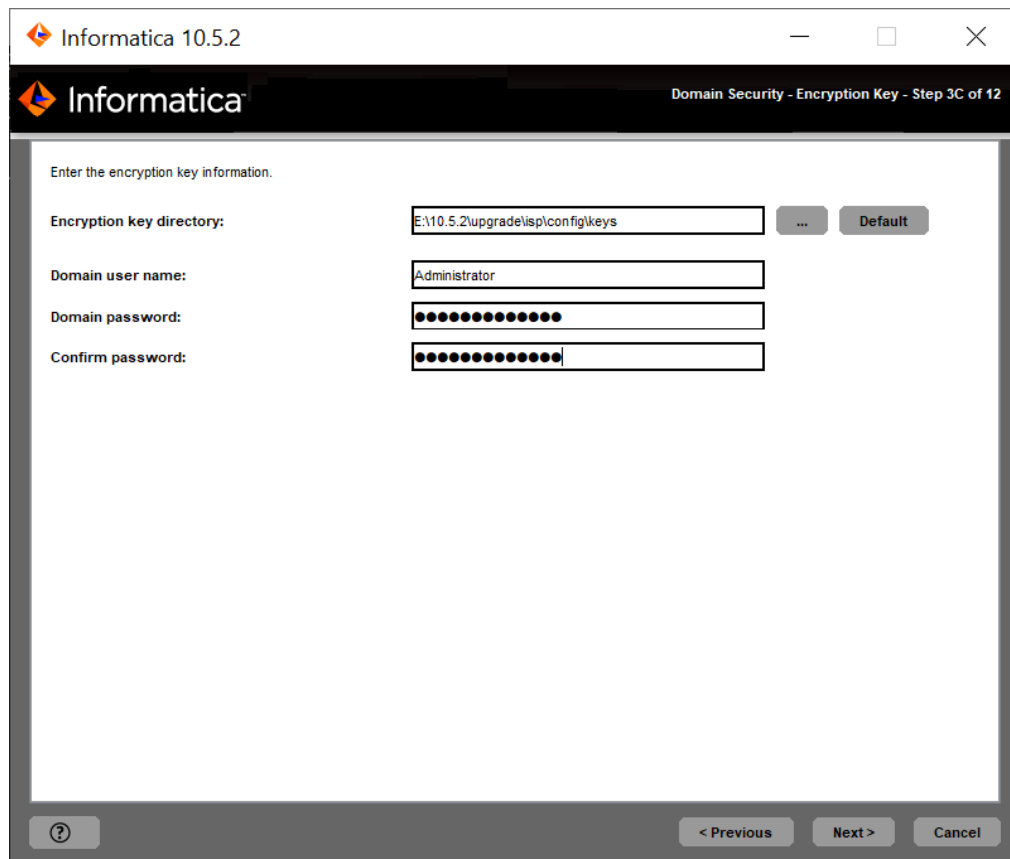 Informatica 10.5.2
Informatica
Domain Security - Encryption Key - Step 3C of 12
Enter the encryption key information.
Encryption key directory: E:\10.5.2\upgrade\isp\config\keys ... Default
Domain user name: Administrator
Domain password: ●●●●●●●●●●●●●
Confirm password: ●●●●●●●●●●●●●
? < Previous Next > Cancel